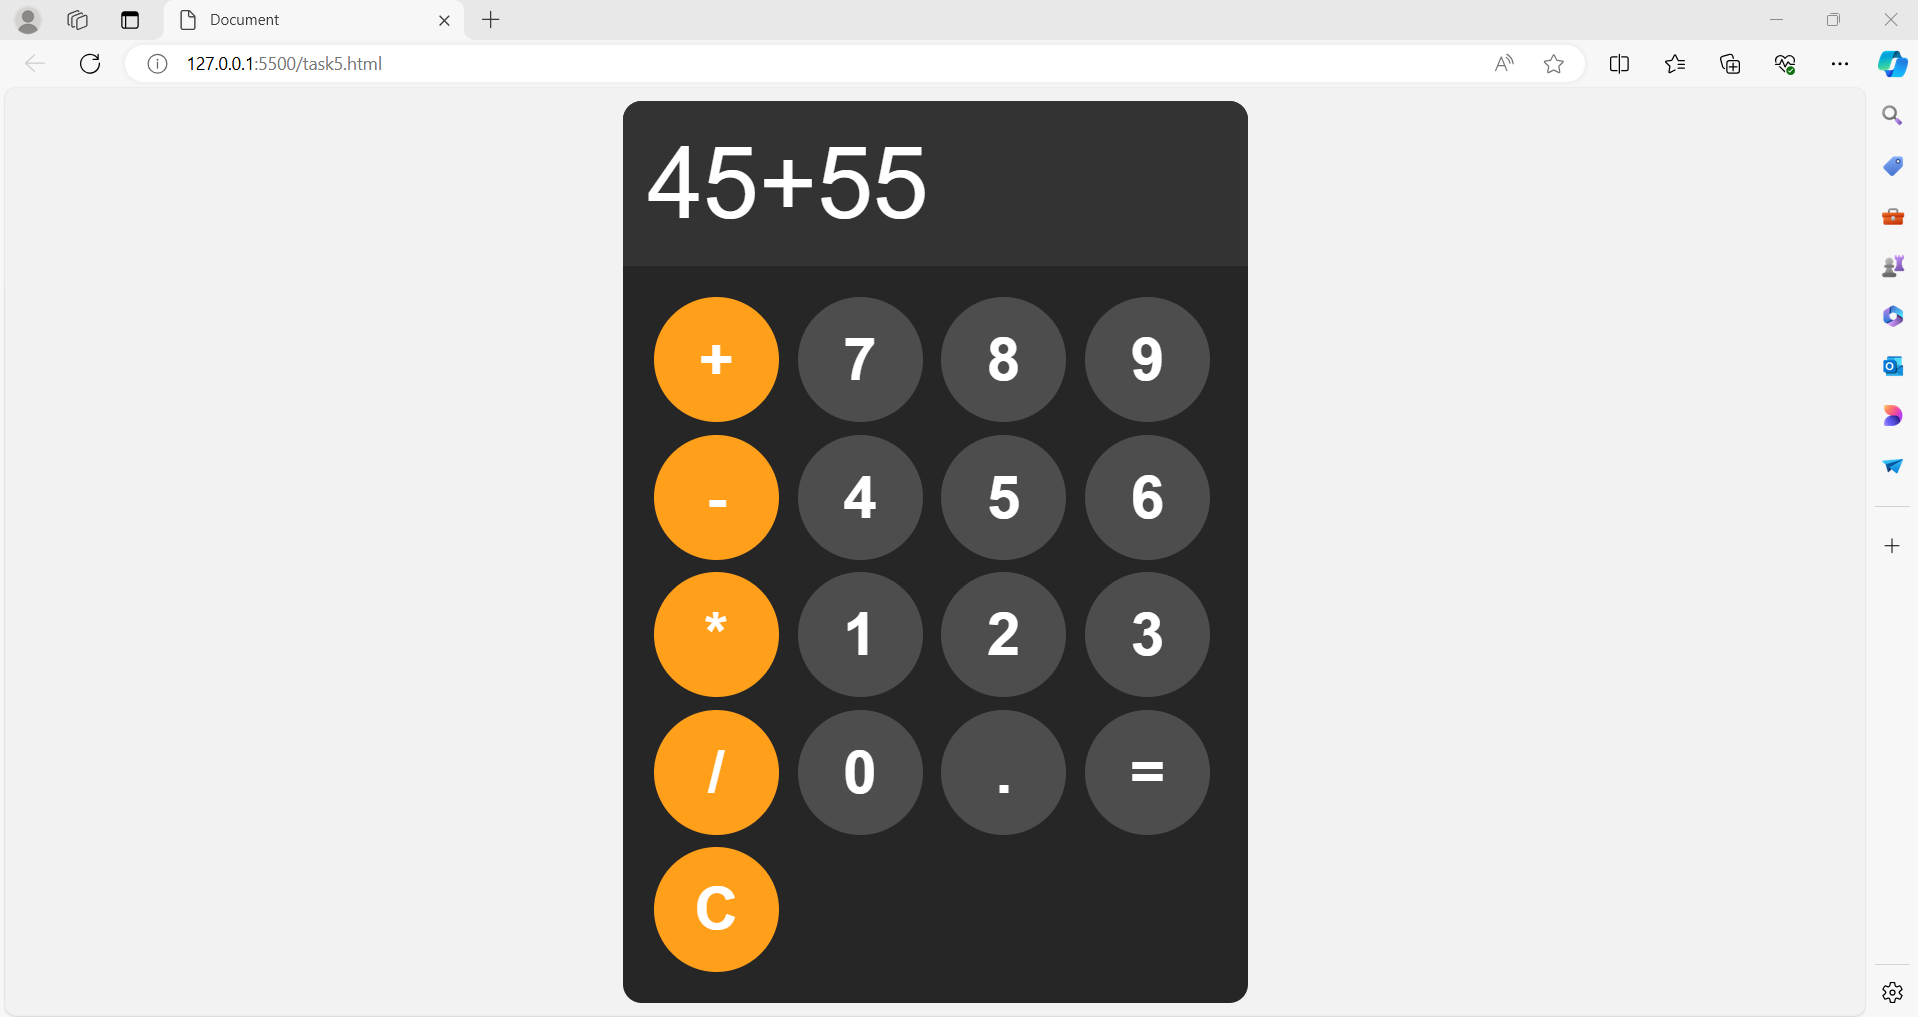 Document
127.0.0.1:5500/task5.html
45+55
+ 7 8 9
- 4 5 6
* 1 2 3
/ 0 . =
C